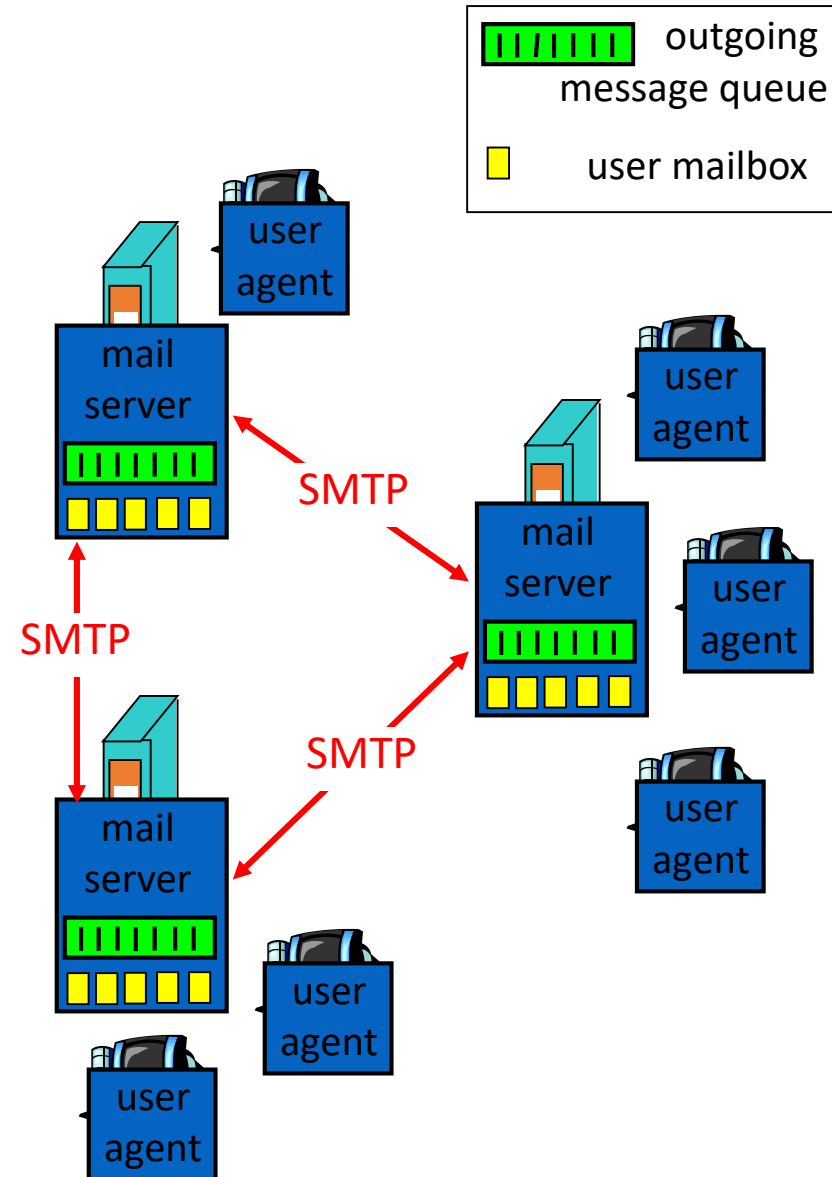 outgoing
message queue
user mailbox
user
agent
mail
server
user
agent
SMTP
mail
server
user
agent
SMTP
SMTP
user
agent
mail
server
user
agent
user
agent